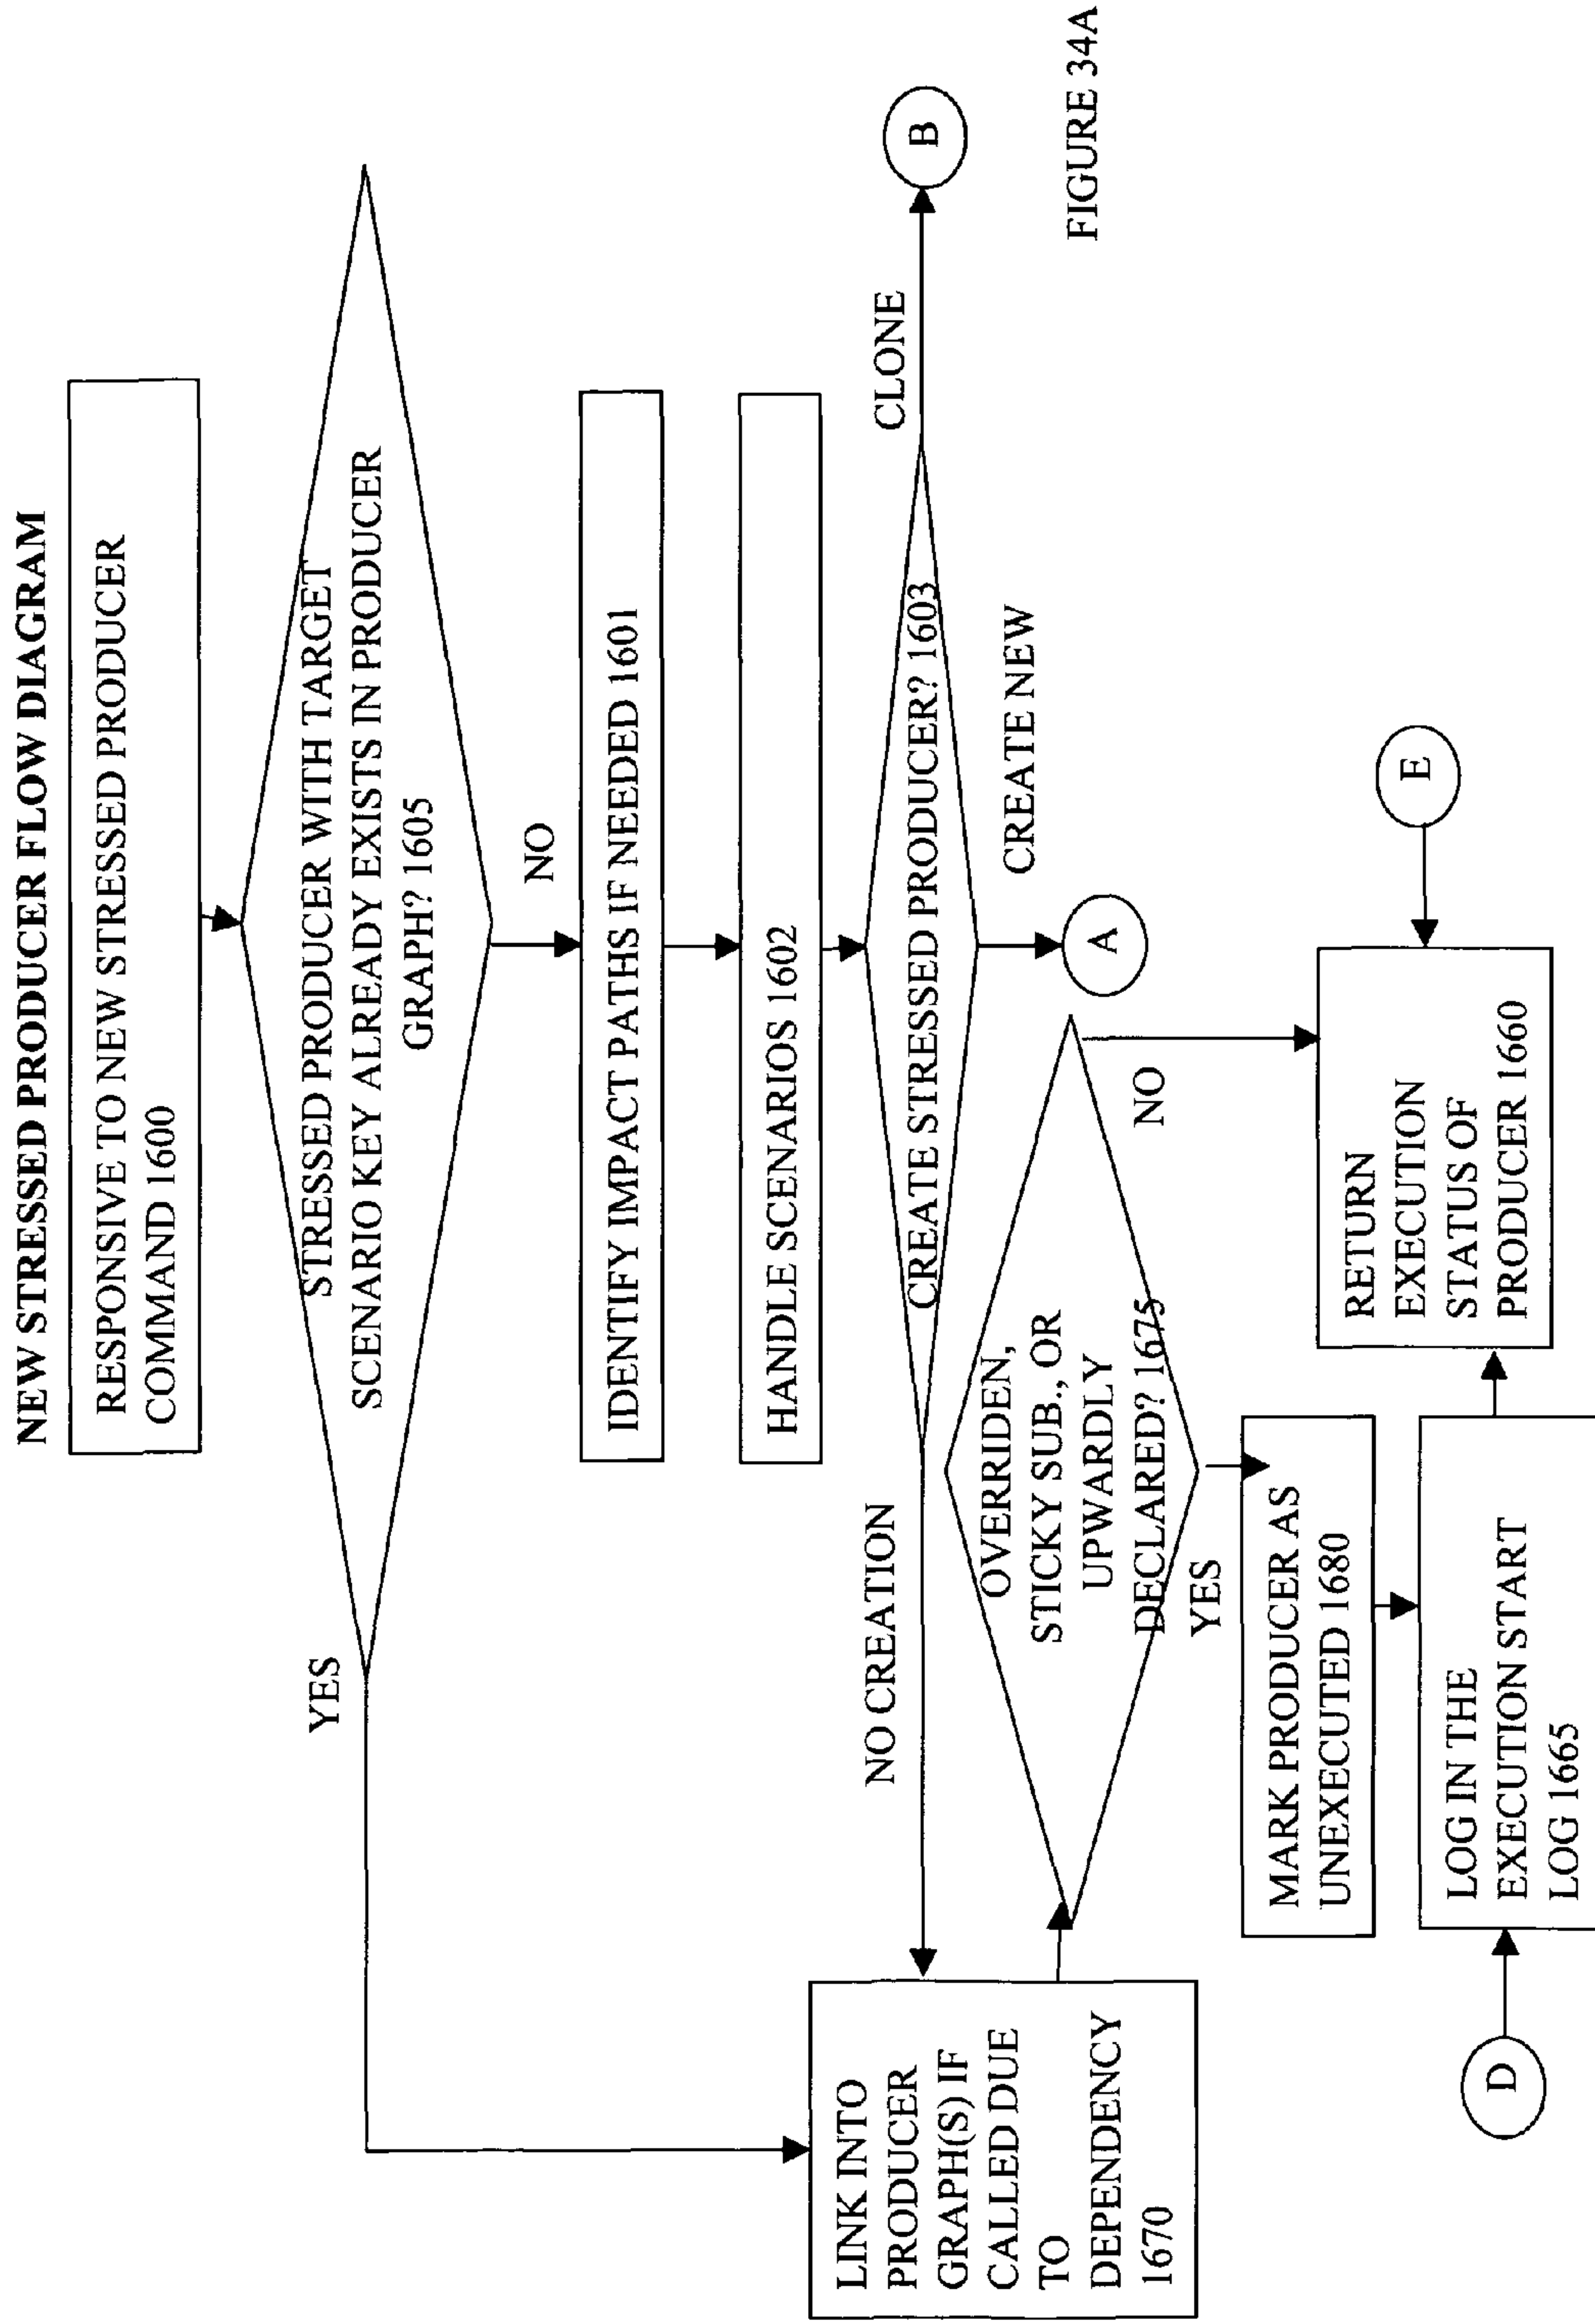 NEW STRESSED PRODUCER FLOW DIAGRAM
RESPONSIVE TO NEW STRESSED PRODUCER
COMMAND 1600
STRESSED PRODUCER WITH TARGET
SCENARIO KEY ALREADY EXISTS IN PRODUCER
GRAPH? 1605
YES
NO
IDENTIFY IMPACT PATHS IF NEEDED 1601
HANDLE SCENARIOS 1602
CREATE STRESSED PRODUCER? 1603
NO CREATION
CLONE
B
CREATE NEW
A
LINK INTO
PRODUCER
GRAPH(S) IF
CALLED DUE
TO
DEPENDENCY
1670
OVERRIDEN,
STICKY SUB., OR
UPWARDLY
DECLARED? 1675
YES
NO
MARK PRODUCER AS
UNEXECUTED 1680
D
LOG IN THE
EXECUTION START
LOG 1665
RETURN
EXECUTION
STATUS OF
PRODUCER 1660
E
FIGURE 34A